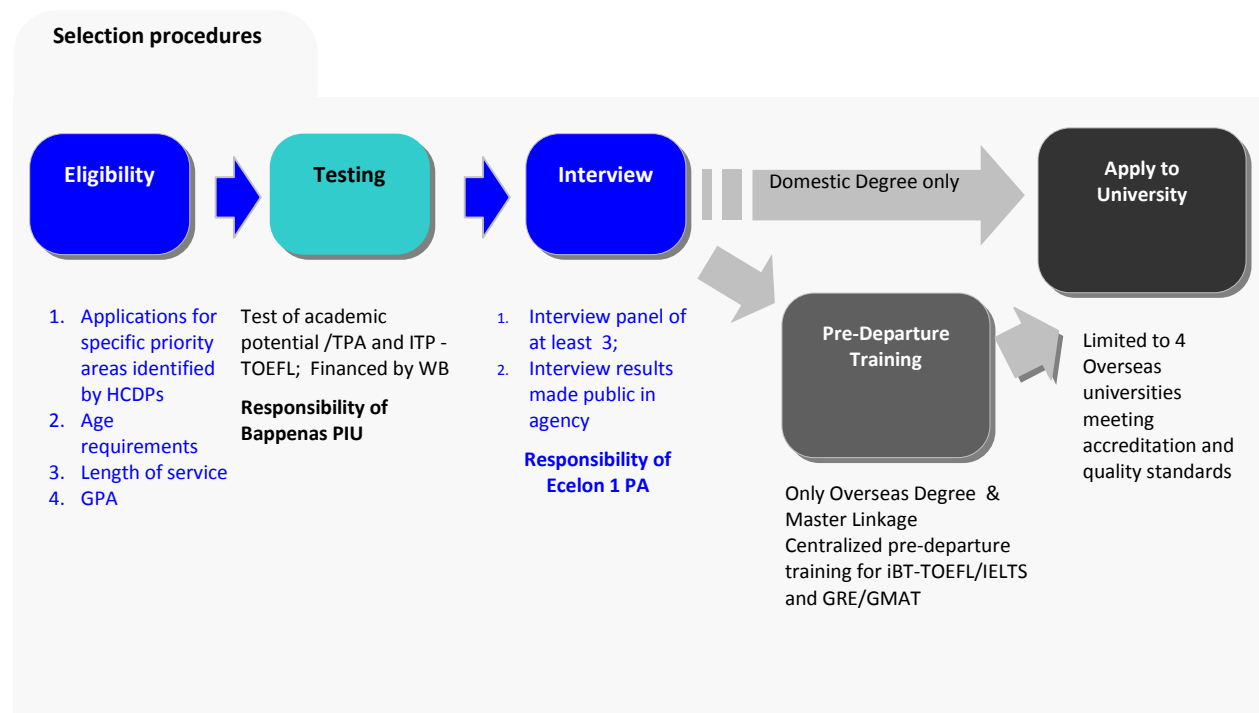 Selection procedures
Eligibility
Testing
Interview
Domestic Degree only
Apply to
University
1. Applications for
specific priority
areas identified
by HCDPs
2. Age
requirements
3. Length of service
4. GPA
Test of academic
potential /TPA and ITP -
TOEFL; Financed by WB
Responsibility of
Bappenas PIU
1. Interview panel of
at least 3;
2. Interview results
made public in
agency
Responsibility of
Ecelon 1 PA
Pre-Departure
Training
Only Overseas Degree &
Master Linkage
Centralized pre-departure
training for iBT-TOEFL/IELTS
and GRE/GMAT
Limited to 4
Overseas
universities
meeting
accreditation and
quality standards